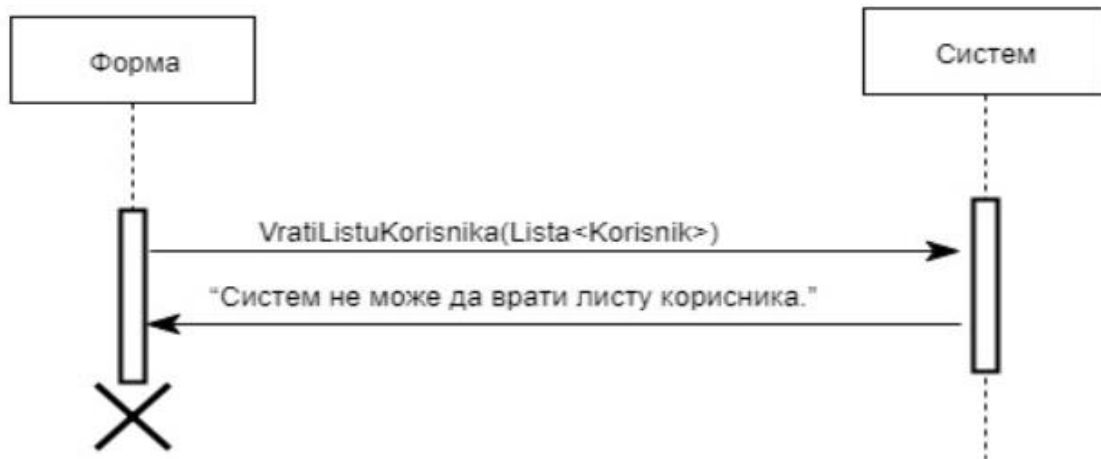 Форма
Систем
VratiListuKorisnika(Lista<Korisnik>)
“Систем не може да врати листу корисника.”